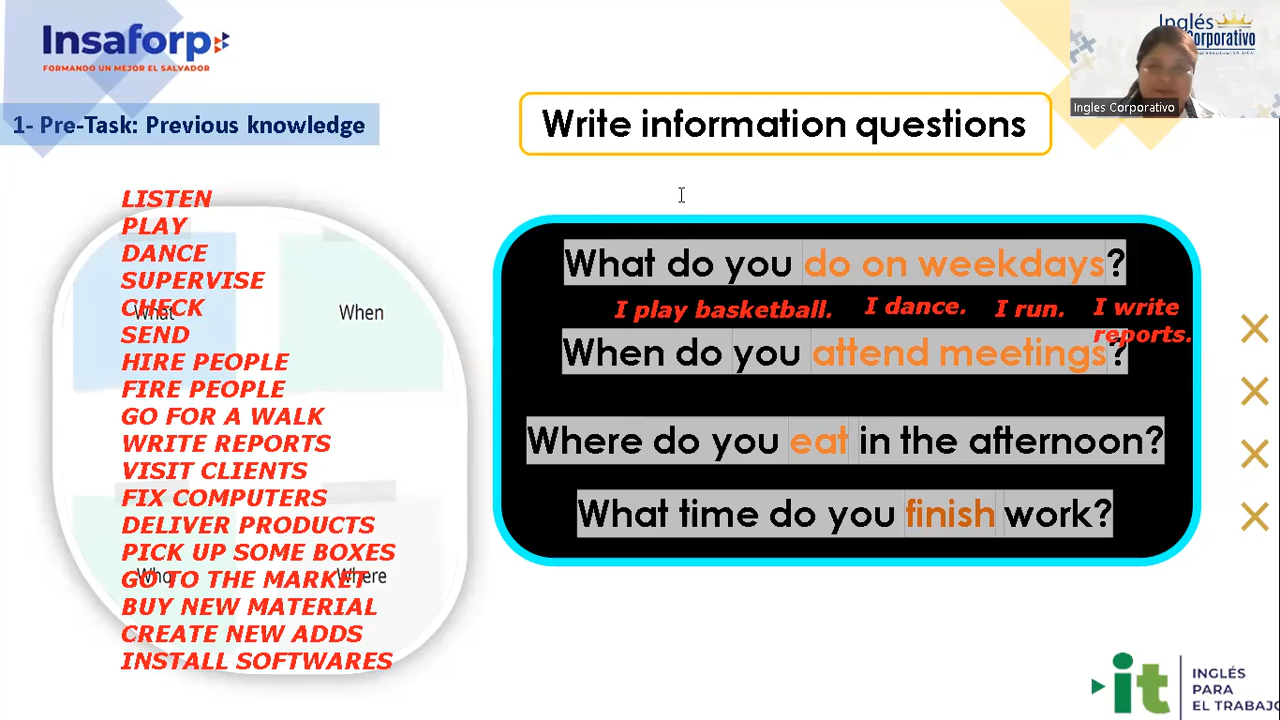 Insaforp
FORMANDO UN MEJOR EL SALVADOR
Inglés
Corporativo
Ingles Corporativo
1- Pre-Task: Previous knowledge
Write information questions
LISTEN
PLAY
DANCE
SUPERVISE
CHECK
What
When
SEND
HIRE PEOPLE
FIRE PEOPLE
GO FOR A WALK
WRITE REPORTS
VISIT CLIENTS
FIX COMPUTERS
DELIVER PRODUCTS
PICK UP SOME BOXES
GO TO THE MARKET
Who
Where
BUY NEW MATERIAL
CREATE NEW ADDS
INSTALL SOFTWARES
What do you do on weekdays?
I play basketball. I dance. I run. I write
reports.
When do you attend meetings?
Where do you eat in the afternoon?
What time do you finish work?
it
INGLÉS
PARA
EL TRABAJO